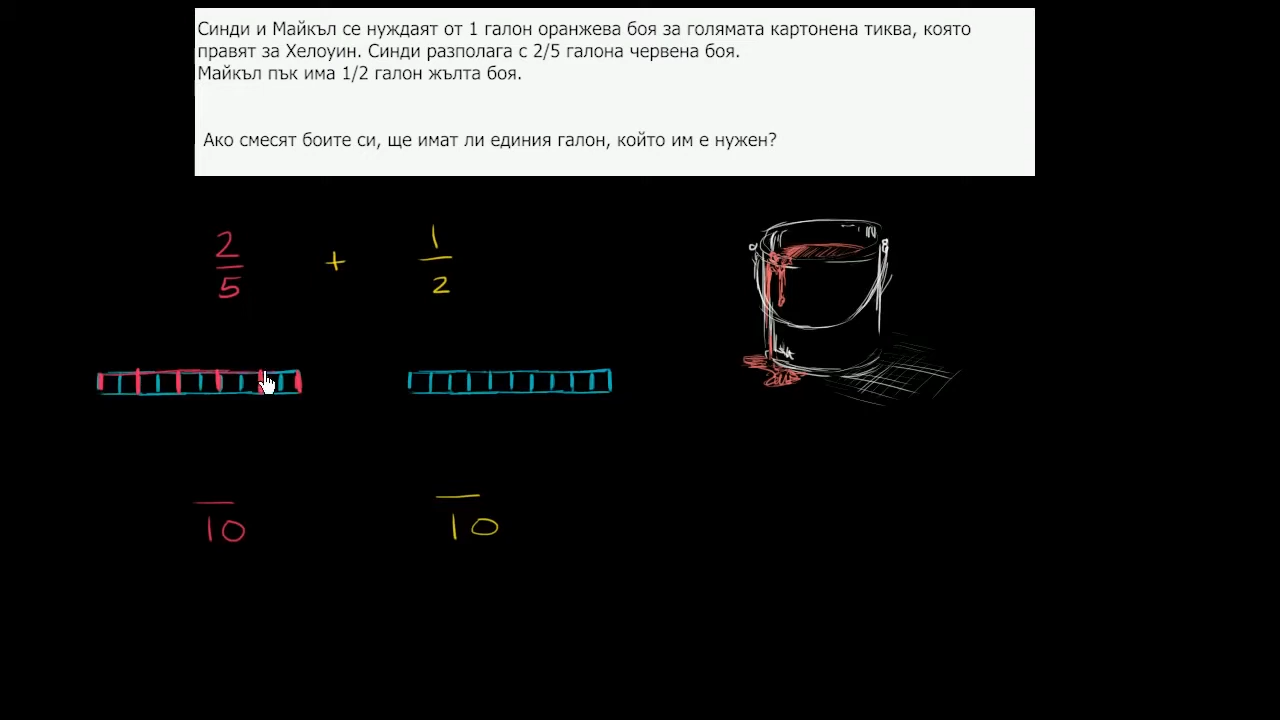 Синди и Майкъл се нуждаят от 1 галон оранжева боя за голямата картонена тиква, която
правят за Хелоуин. Синди разполага с 2/5 галона червена боя.
Майкъл пък има 1/2 галон жълта боя.
Ако смесят боите си, ще имат ли единия галон, който им е нужен?
2/5 + 1/2
10 10